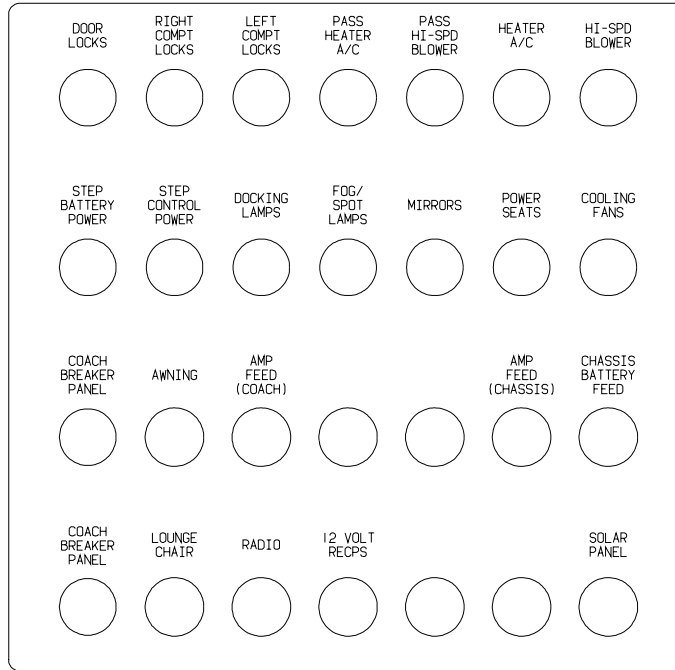 DOOR
LOCKS
RIGHT
COMPT
LOCKS
LEFT
COMPT
LOCKS
PASS
HEATER
A/C
PASS
HI-SPD
BLOWER
HEATER
A/C
HI-SPD
BLOWER
STEP
BATTERY
POWER
STEP
CONTROL
POWER
DOCKING
LAMPS
FOG/
SPOT
LAMPS
MIRRORS
POWER
SEATS
COOLING
FANS
COACH
BREAKER
PANEL
AWNING
AMP
FEED
(COACH)
AMP
FEED
(CHASSIS)
CHASSIS
BATTERY
FEED
COACH
BREAKER
PANEL
LOUNGE
CHAIR
RADIO
12 VOLT
RECPS
SOLAR
PANEL